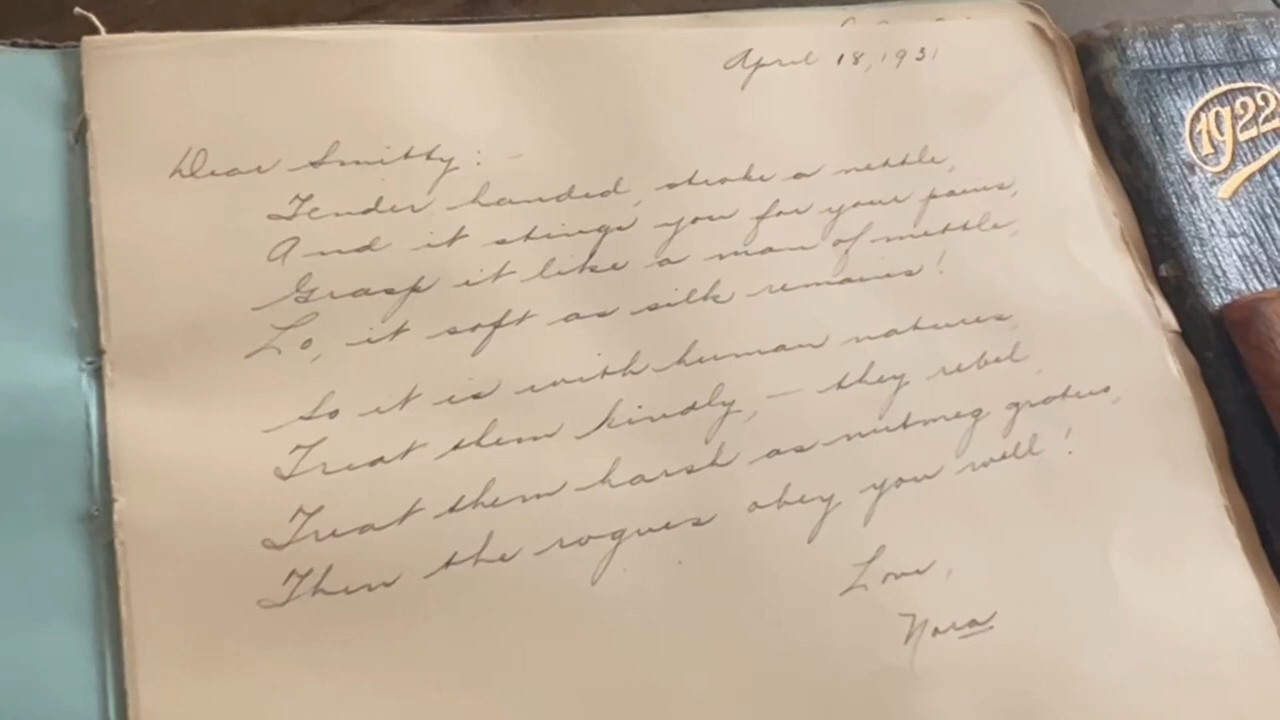 April 18, 1931
Dear Smitty:
Tender handed, stroke a nettle,
And it stings you for your pains,
Grasp it like a man of mettle,
Lo, it soft as silk remains!
So it is with human natures,
Treat them kindly, – they rebel,
Treat them harsh as nutmeg graters,
Then the rogues obey you well!
Love,
Nora
1922